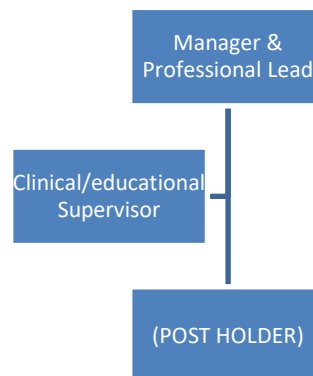 Manager &
Professional Lead
Clinical/educational
Supervisor
(POST HOLDER)